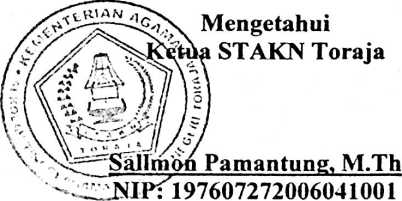 Mengetahui
Ketua STAKN Toraja
KEMENTERIAN AGAMA
TORAJA
Sallmon Pamantung, M.Th
NIP: 197607272006041001